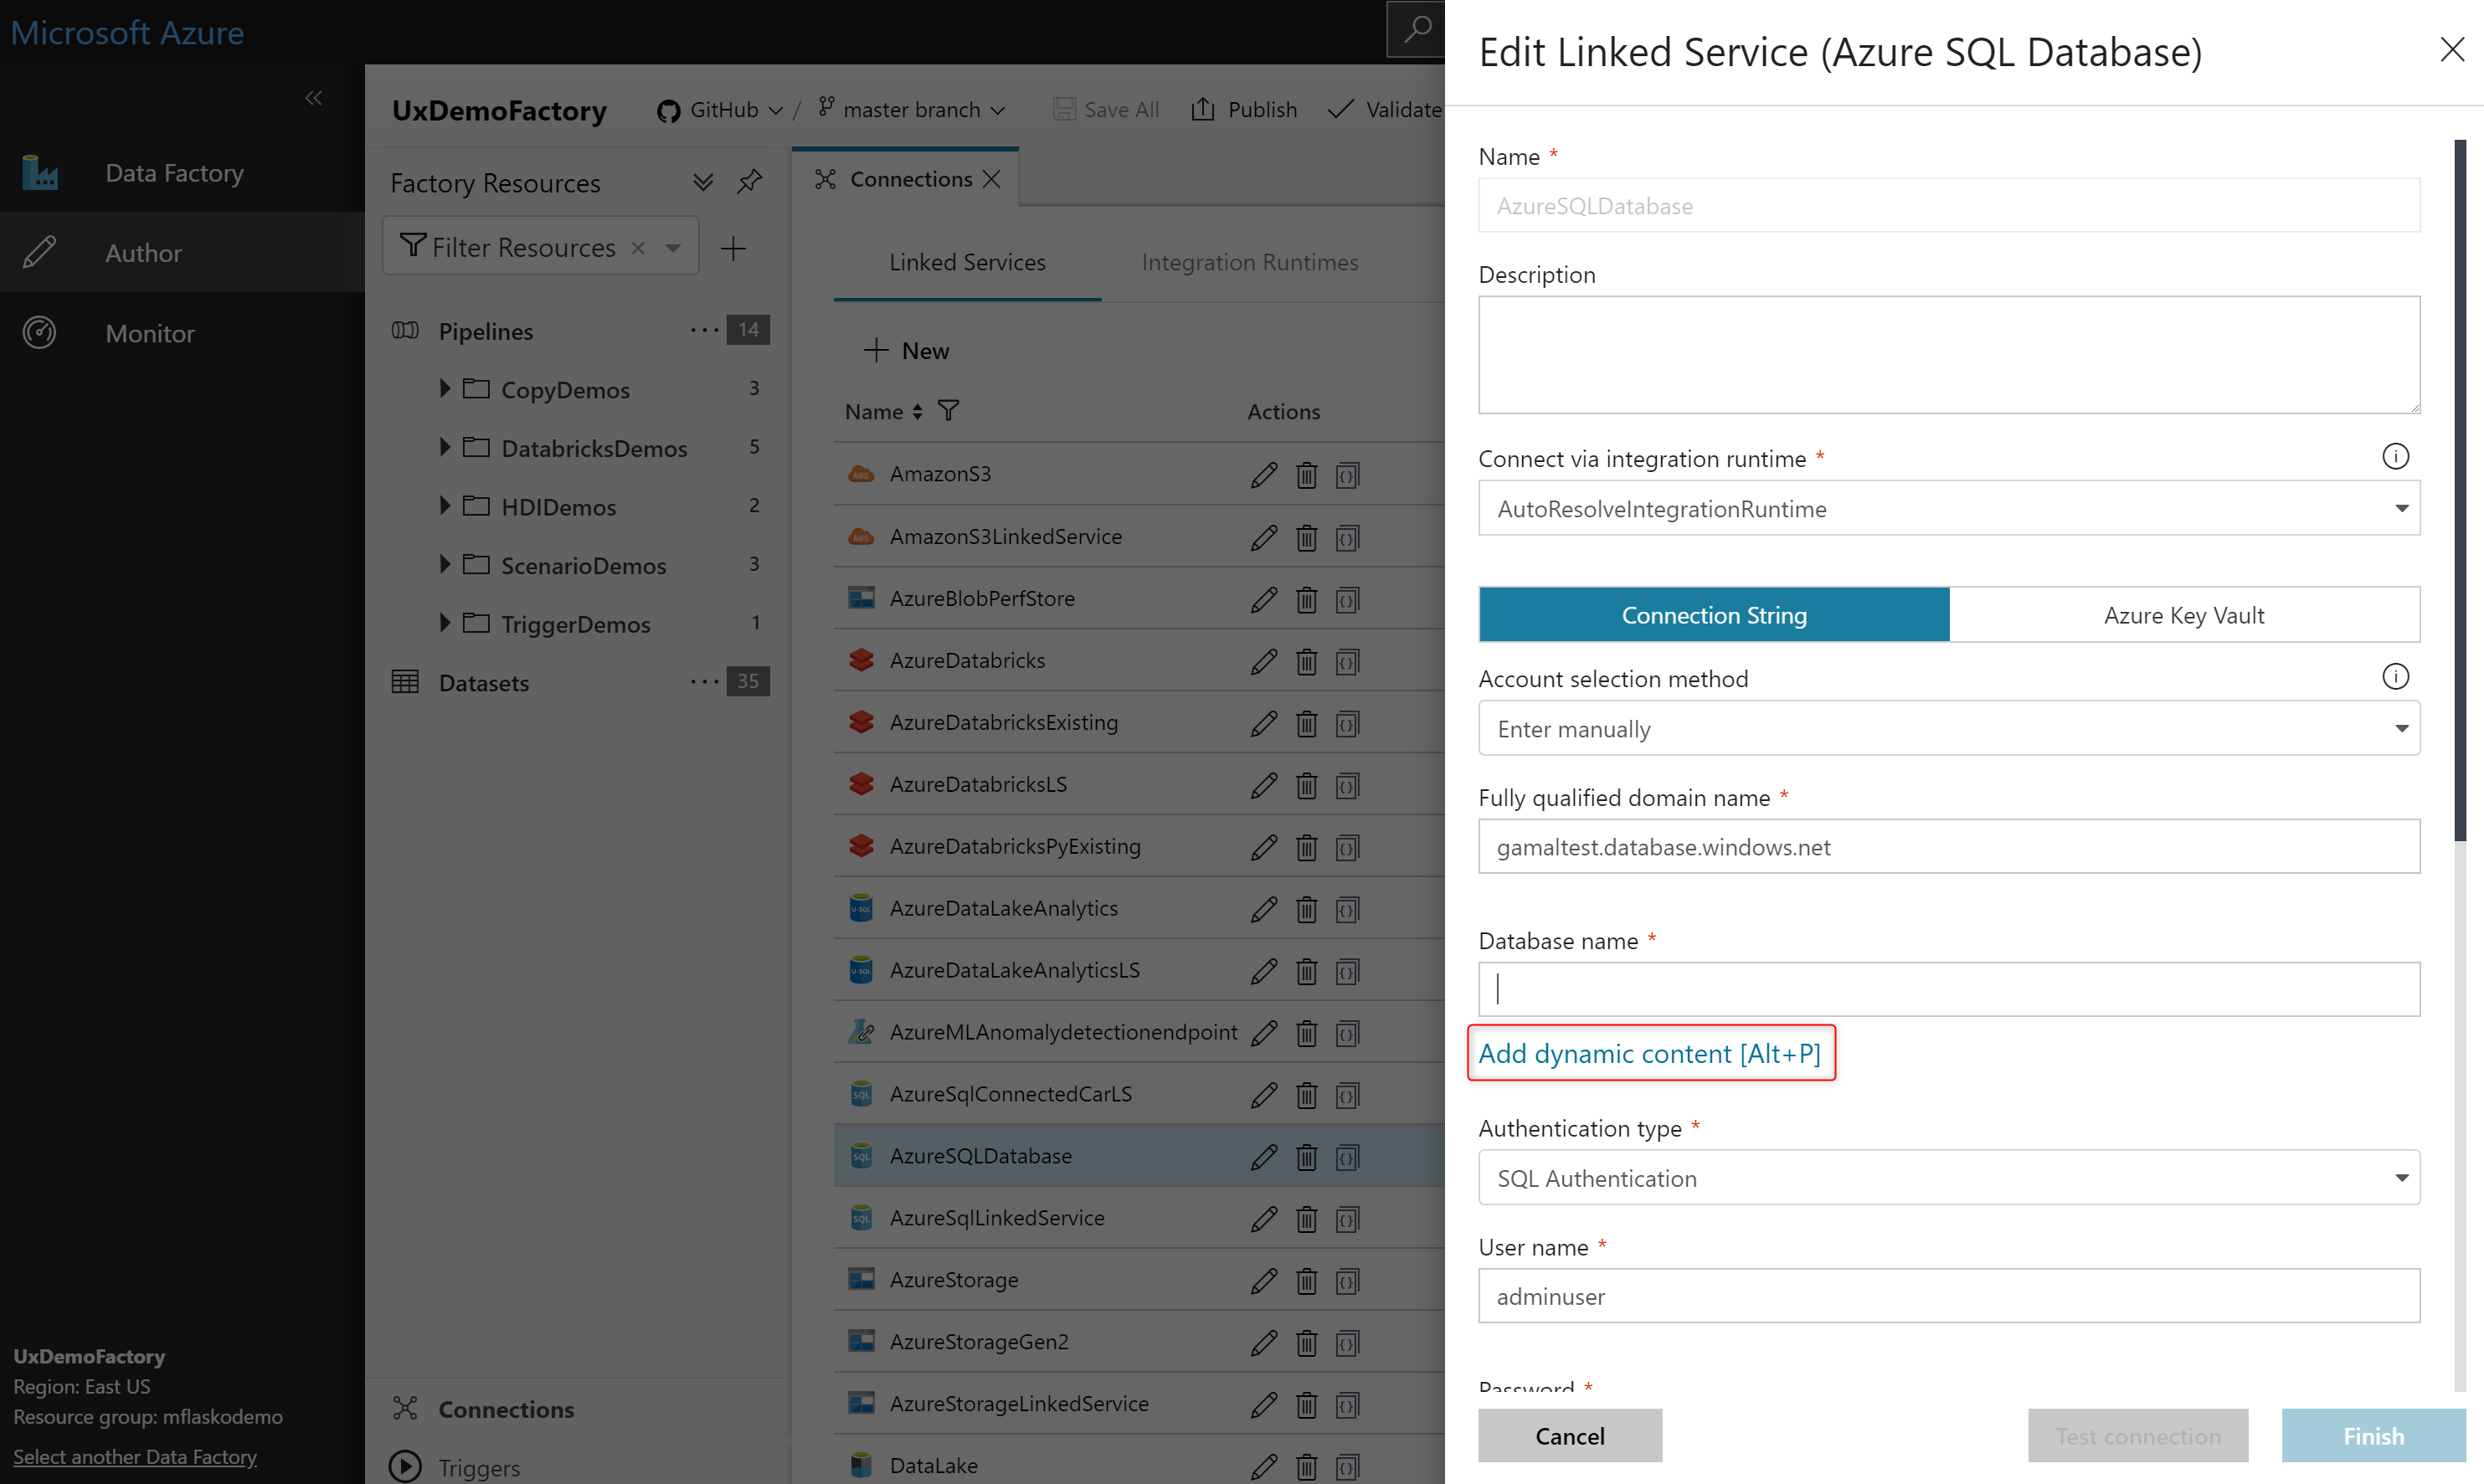 Microsoft Azure
Data Factory
Author
Monitor
UxDemoFactory
Region: East US
Resource group: mflaskodemo
Select another Data Factory
UxDemoFactory
GitHub
/
master branch
Save All
Publish
Validate
Factory Resources
Filter Resources
Pipelines
14
CopyDemos
3
DatabricksDemos
5
HDIDemos
2
ScenarioDemos
3
TriggerDemos
1
Datasets
35
Connections
Triggers
Connections
Linked Services
Integration Runtimes
New
Name
Actions
AmazonS3
AmazonS3LinkedService
AzureBlobPerfStore
AzureDatabricks
AzureDatabricksExisting
AzureDatabricksLS
AzureDatabricksPyExisting
AzureDataLakeAnalytics
AzureDataLakeAnalyticsLS
AzureMLAnomalydetectionendpoint
AzureSqlConnectedCarLS
AzureSQLDatabase
AzureSqlLinkedService
AzureStorage
AzureStorageGen2
AzureStorageLinkedService
DataLake
Edit Linked Service (Azure SQL Database)
Name *
AzureSQLDatabase
Description
Connect via integration runtime *
AutoResolveIntegrationRuntime
Connection String
Azure Key Vault
Account selection method
Enter manually
Fully qualified domain name *
gamaltest.database.windows.net
Database name *
Add dynamic content [Alt+P]
Authentication type *
SQL Authentication
User name *
adminuser
Password *
Cancel
Test connection
Finish